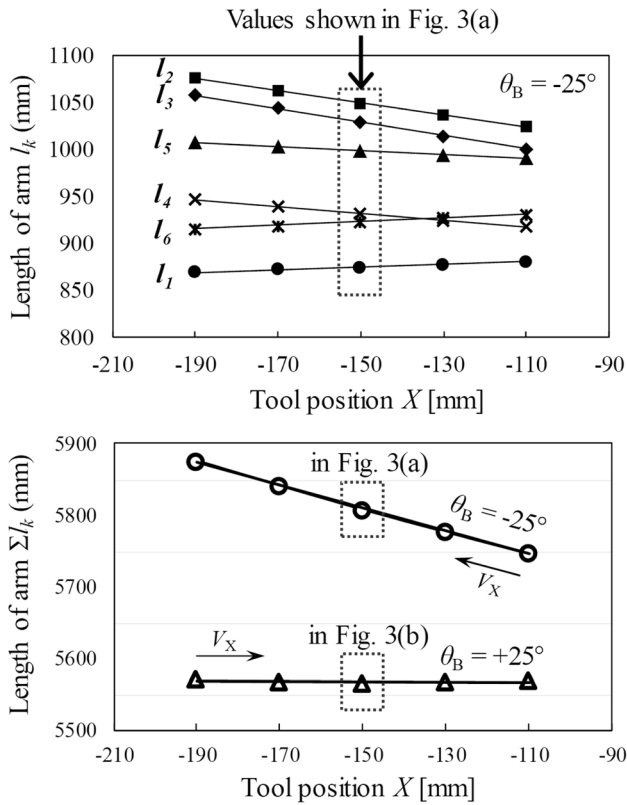 Values shown in Fig. 3(a)
1100
1050
1000
950
900
850
800
Length of arm lk (mm)
l2
l3
l5
l4
l6
l1
θB = -25°
-210 -190 -170 -150 -130 -110 -90
Tool position X [mm]
5900
5800
5700
5600
5500
Length of arm Σlk (mm)
in Fig. 3(a)
θB = -25°
VX
VX
in Fig. 3(b)
θB = +25°
-210 -190 -170 -150 -130 -110 -90
Tool position X [mm]